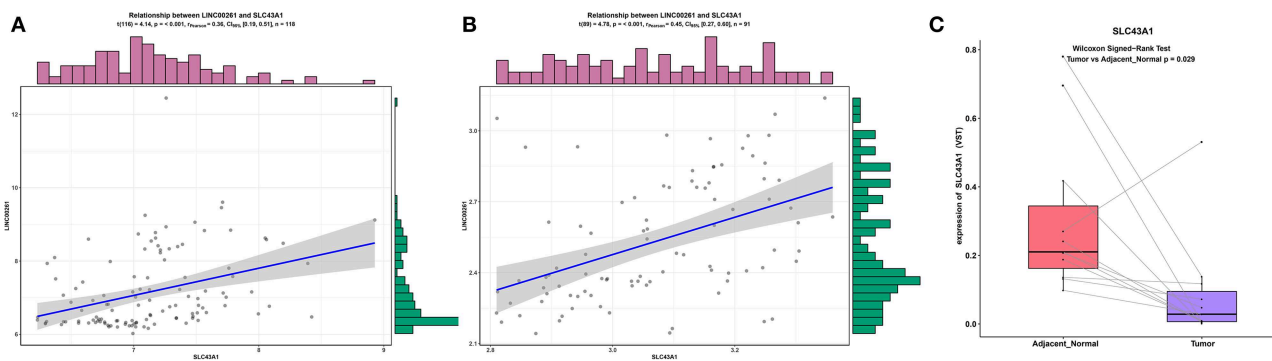 A
Relationship between LINC00261 and SLC43A1
t(116) = 4.14, p = < 0.001, rPearson = 0.36, CI95% [0.19, 0.51], n = 118
LINC00261
12
10
8
6
7
8
9
SLC43A1
B
Relationship between LINC00261 and SLC43A1
t(89) = 4.78, p = < 0.001, rPearson = 0.45, CI95% [0.27, 0.60], n = 91
LINC00261
3.0
2.7
2.4
2.1
2.8
3.0
3.2
SLC43A1
C
SLC43A1
Wilcoxon Signed-Rank Test
Tumor vs Adjacent_Normal p = 0.029
expression of SLC43A1 (VST)
0.8
0.6
0.4
0.2
0.0
Adjacent_Normal
Tumor